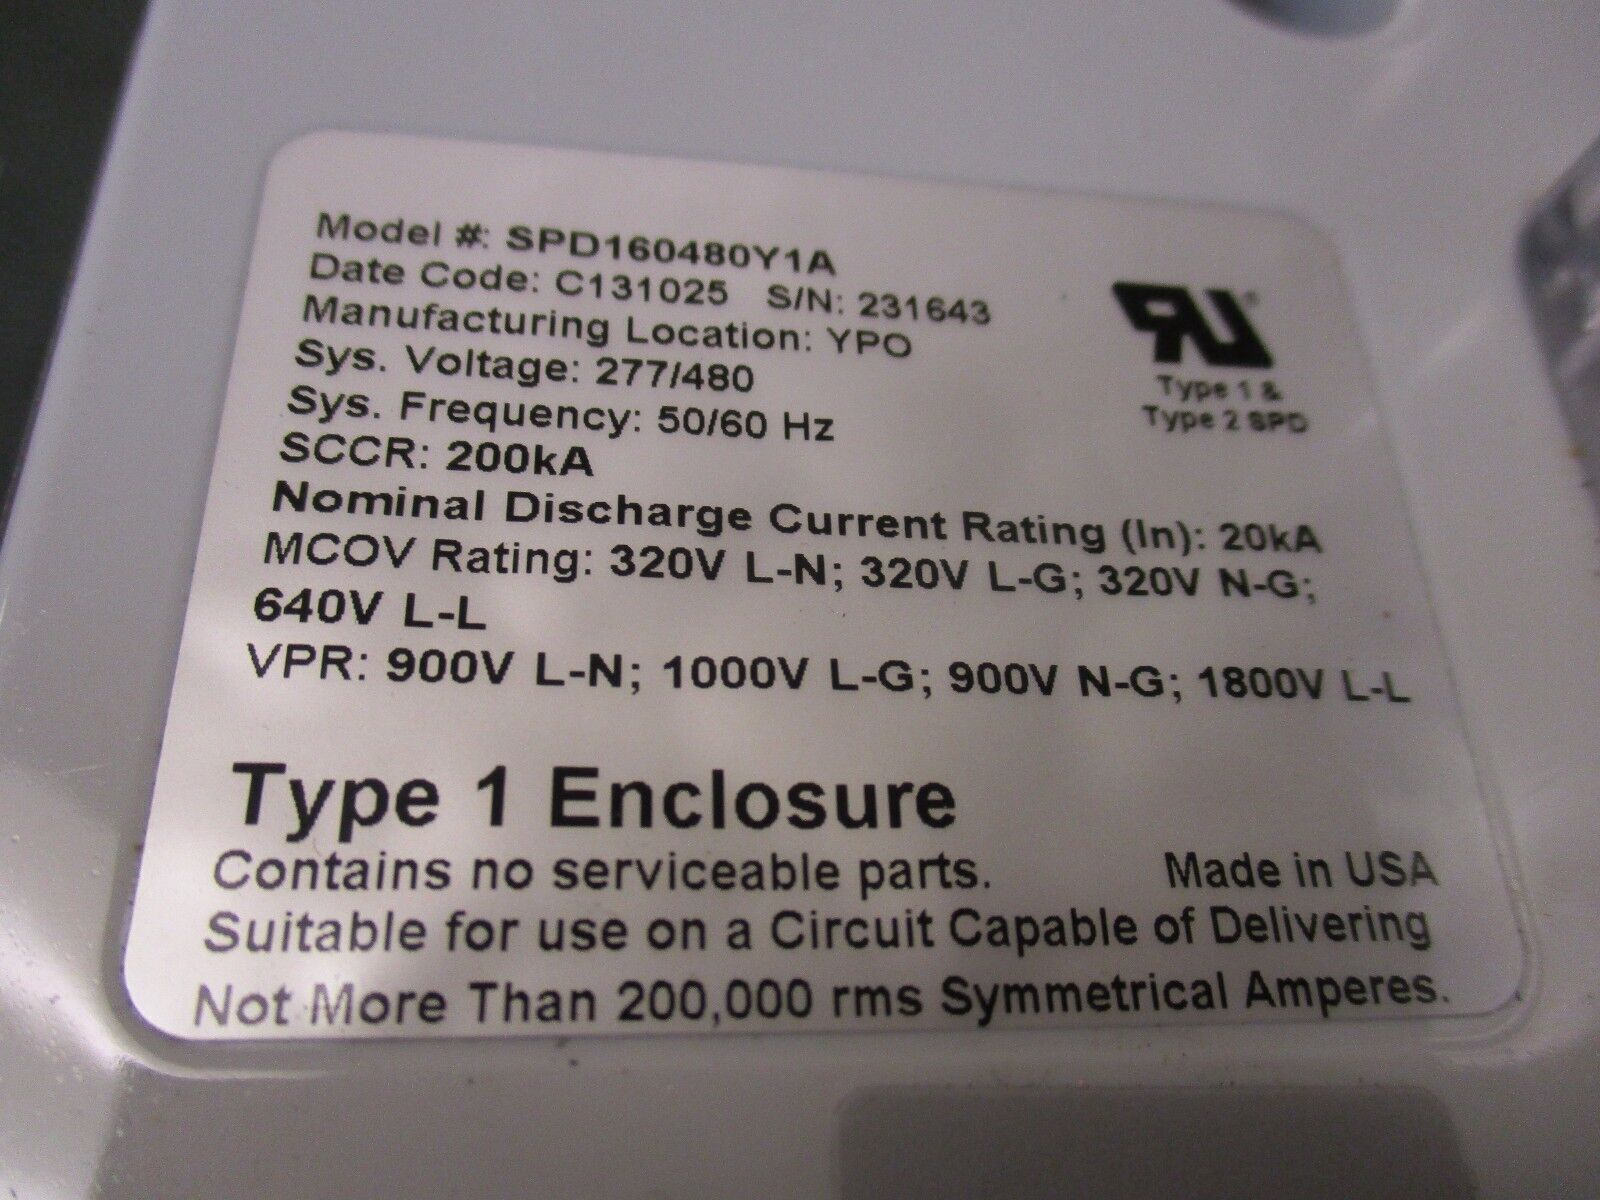 Model #: SPD160480Y1A
Date Code: C131025 S/N: 231643
Manufacturing Location: YPO
Sys. Voltage: 277/480
Sys. Frequency: 50/60 Hz
SCCR: 200kA
Nominal Discharge Current Rating (In): 20kA
MCOV Rating: 320V L-N; 320V L-G; 320V N-G;
640V L-L
VPR: 900V L-N; 1000V L-G; 900V N-G; 1800V L-L
RU®
Type 1 &
Type 2 SPD
Type 1 Enclosure
Contains no serviceable parts. Made in USA
Suitable for use on a Circuit Capable of Delivering
Not More Than 200,000 rms Symmetrical Amperes.